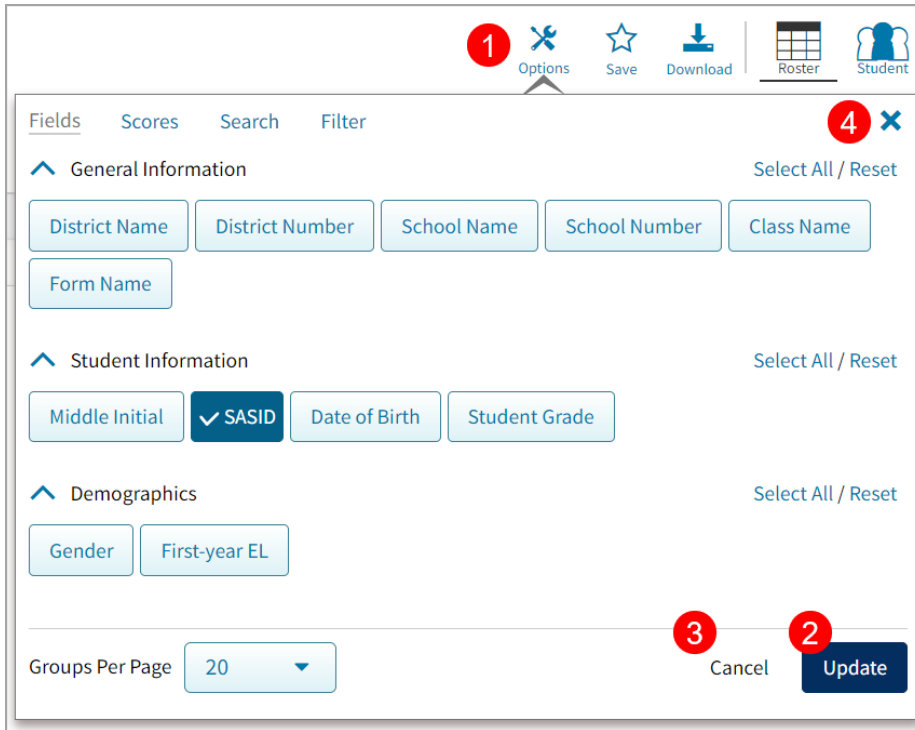 1 Options Save Download Roster Student
Fields Scores Search Filter 4
General Information Select All / Reset
District Name District Number School Name School Number Class Name
Form Name
Student Information Select All / Reset
Middle Initial SASID Date of Birth Student Grade
Demographics Select All / Reset
Gender First-year EL
3 2
Groups Per Page 20 Cancel Update